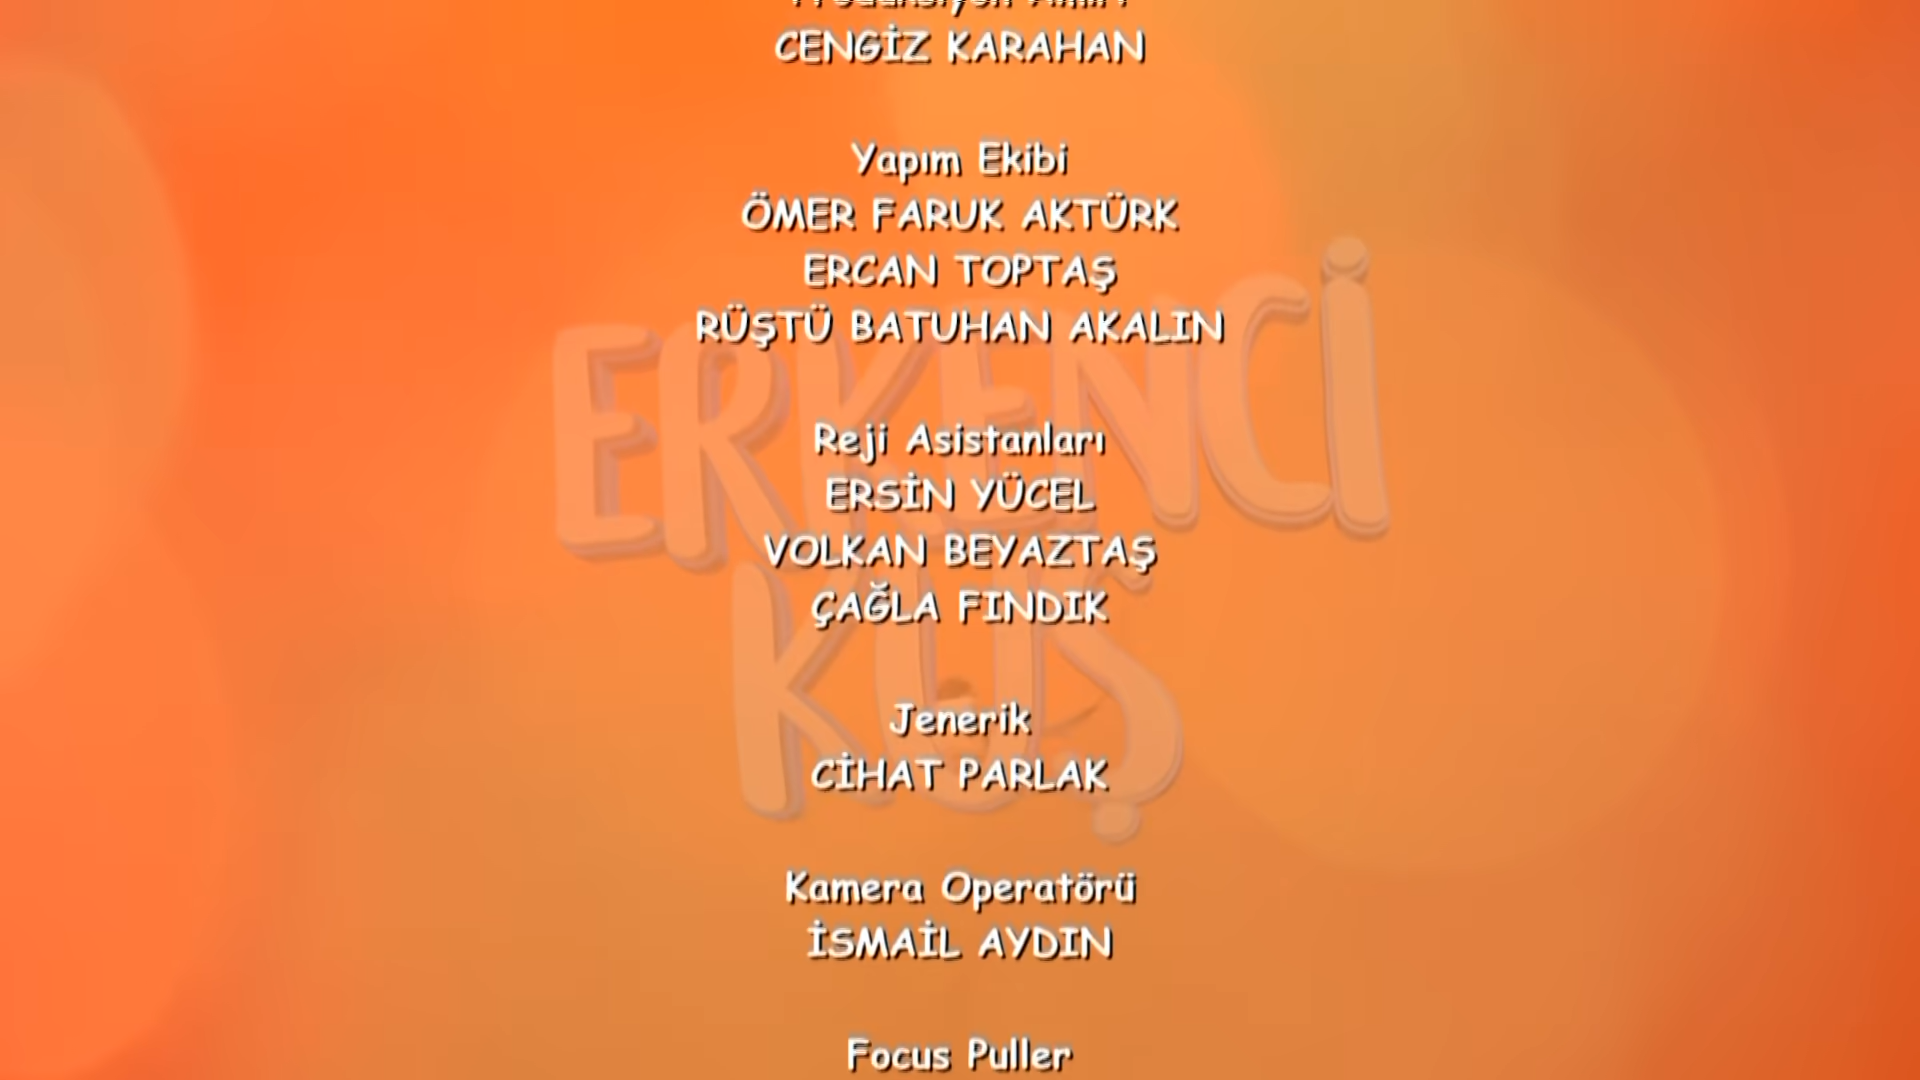 CENGİZ KARAHAN
Yapım Ekibi
ÖMER FARUK AKTÜRK
ERCAN TOPTAŞ
RÜŞTÜ BATUHAN AKALIN
ERKENCİ
KUŞ
Reji Asistanları
ERSİN YÜCEL
VOLKAN BEYAZTAŞ
ÇAĞLA FINDIK
Jenerik
CİHAT PARLAK
Kamera Operatörü
İSMAİL AYDIN
Focus Puller